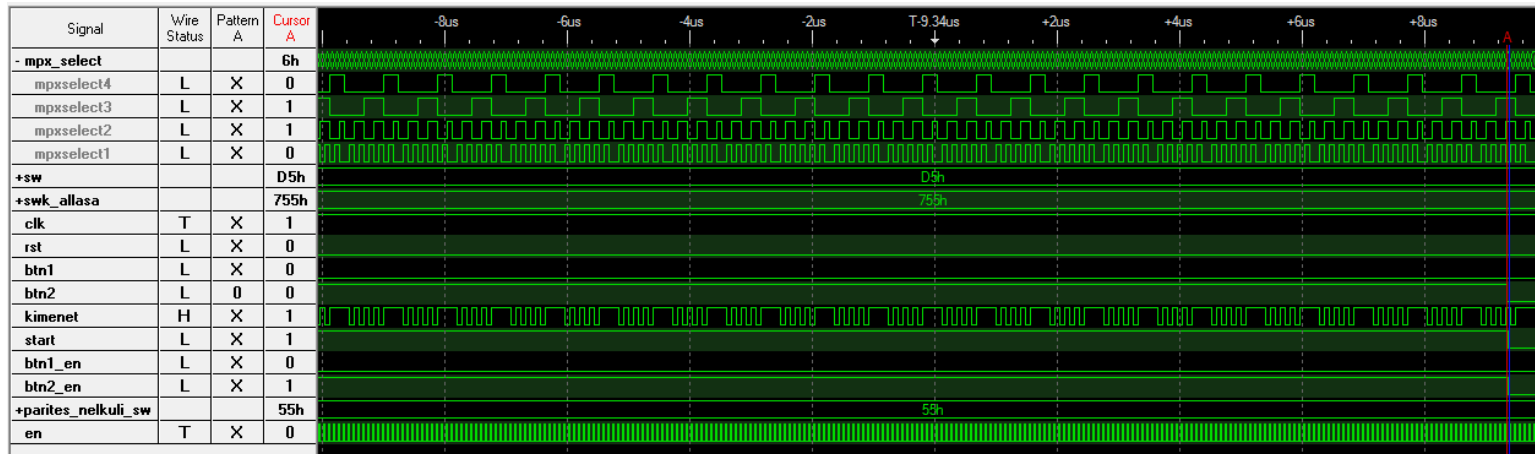 Signal Wire Status Pattern A Cursor A -8us -6us -4us -2us T-9.34us +2us +4us +6us +8us A
- mpx_select 6h
mpxselect4 L X 0
mpxselect3 L X 1
mpxselect2 L X 1
mpxselect1 L X 0
+sw D5h D5h
+swk_allasa 755h 755h
clk T X 1
rst L X 0
btn1 L X 0
btn2 L 0 0
kimenet H X 1
start L X 1
btn1_en L X 0
btn2_en L X 1
+parites_nelkuli_sw 55h 55h
en T X 0